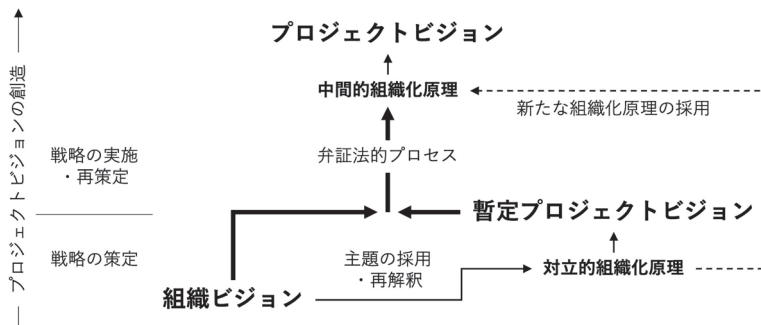 プロジェクトビジョン
中間的組織化原理
新たな組織化原理の採用
弁証法的プロセス
プロジェクトビジョンの創造
戦略の実施
・再策定
暫定プロジェクトビジョン
戦略の策定
主題の採用
・再解釈
対立的組織化原理
組織ビジョン